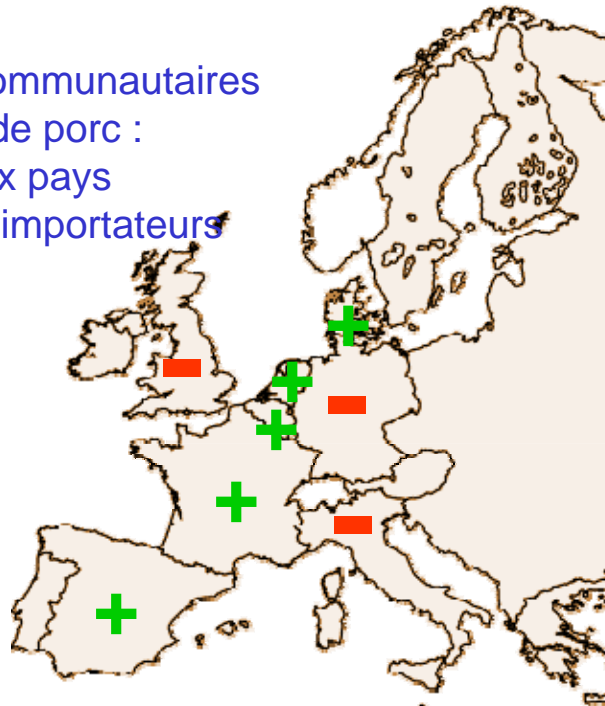 ommunautaires
de porc :
x pays
importateurs